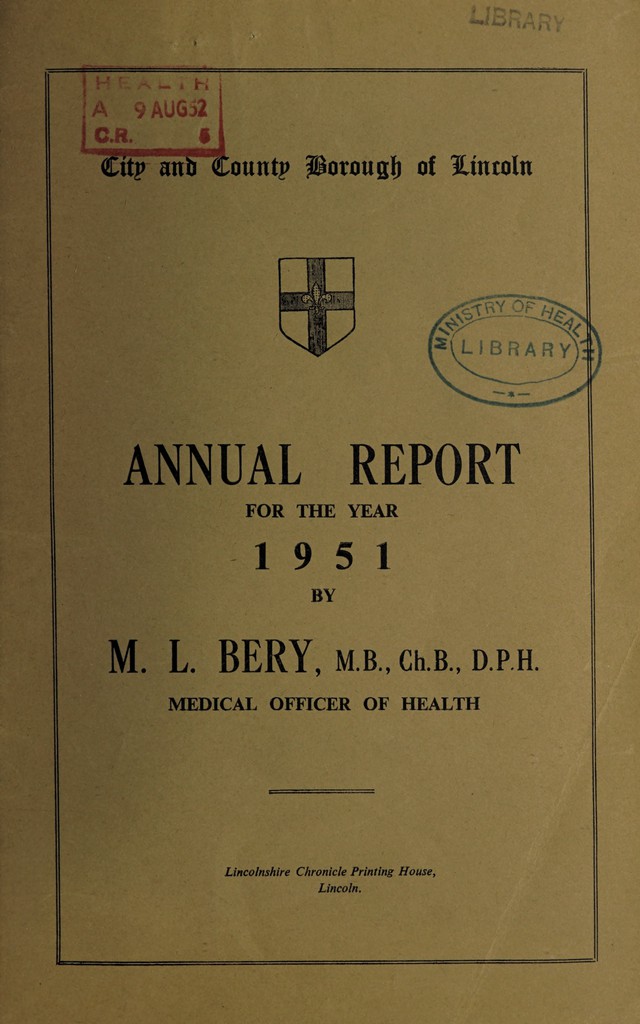 LIBRARY
HEALTH
A 9 AUG 52
C.R. 5
City and County Borough of Lincoln
MINISTRY OF HEALTH
LIBRARY
ANNUAL REPORT
FOR THE YEAR
1951
BY
M. L. BERY, M.B., Ch.B., D.P.H.
MEDICAL OFFICER OF HEALTH
Lincolnshire Chronicle Printing House,
Lincoln.